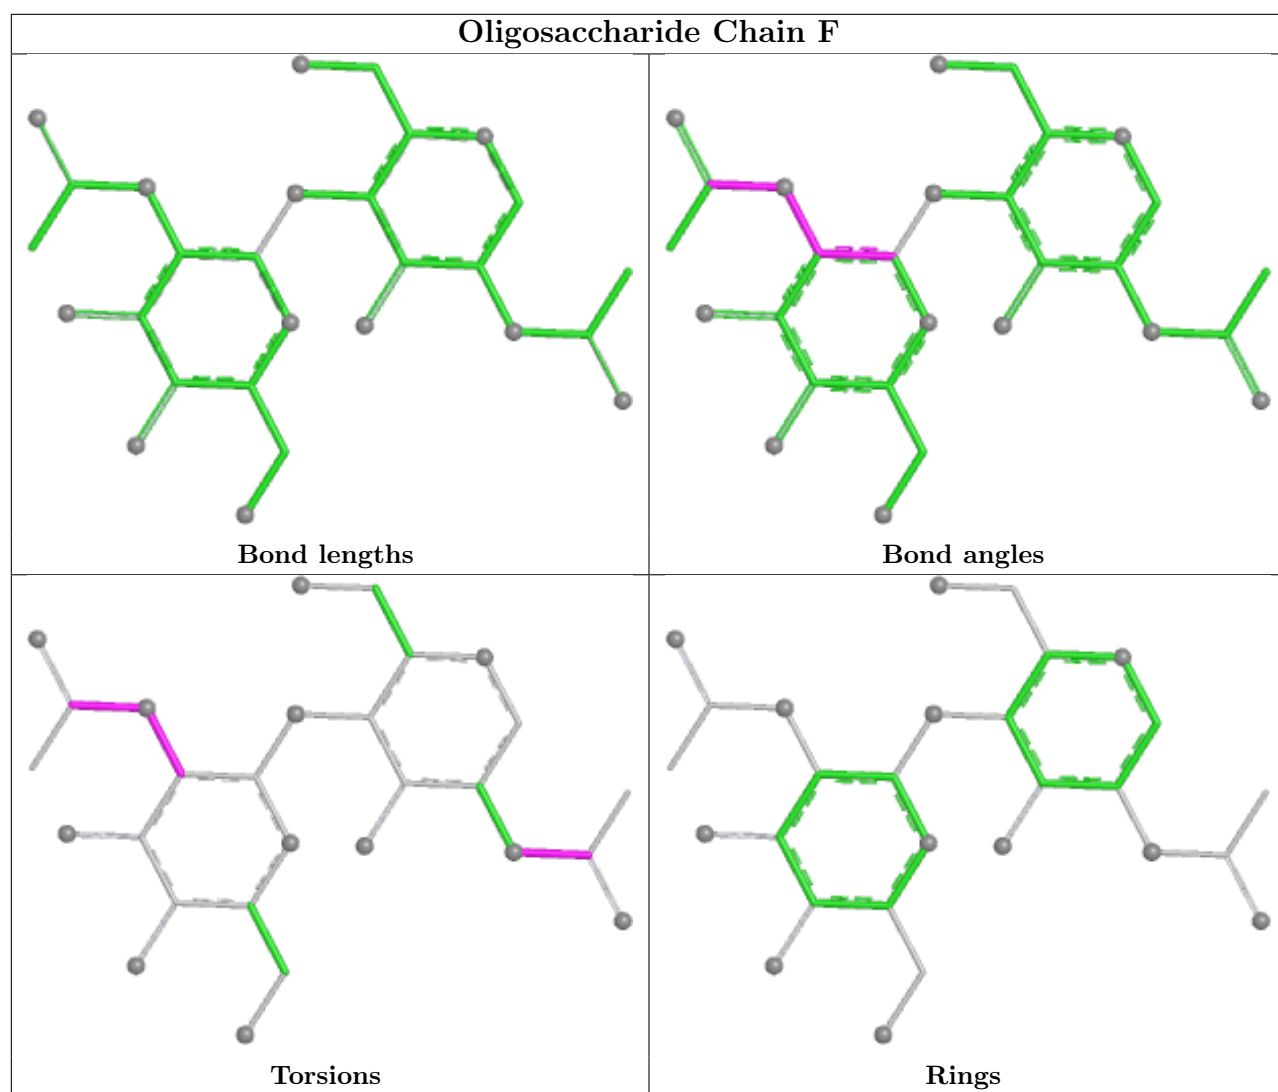 Oligosaccharide Chain F
Bond lengths
Bond angles
Torsions
Rings